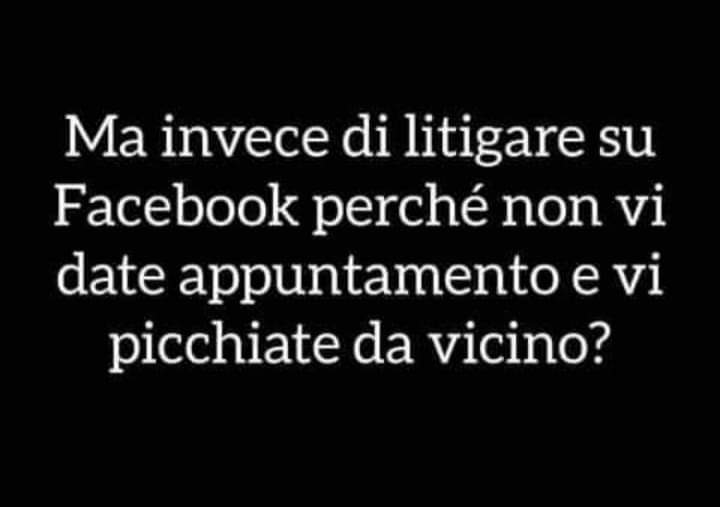 Ma invece di litigare su
Facebook perché non vi
date appuntamento e vi
picchiate da vicino?